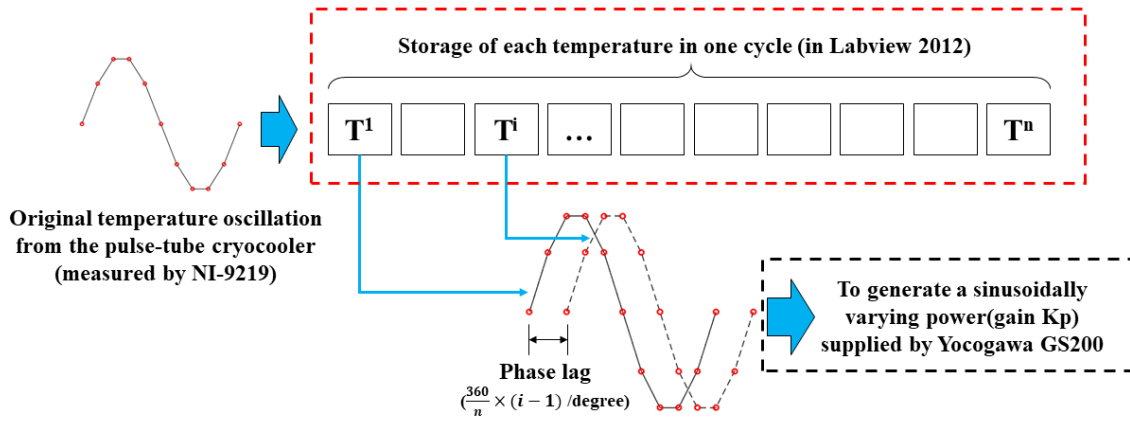 Storage of each temperature in one cycle (in Labview 2012)
T¹ Tⁱ … Tⁿ
Original temperature oscillation
from the pulse-tube cryocooler
(measured by NI-9219)
To generate a sinusoidally
varying power(gain Kp)
supplied by Yocogawa GS200
Phase lag
(360/n × (i − 1) /degree)